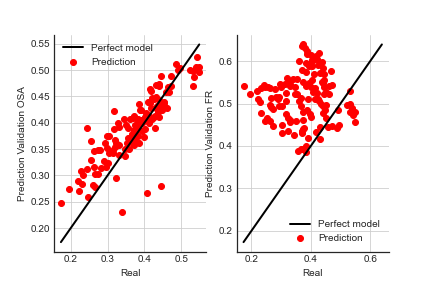 Prediction Validation OSA
0.55
0.50
0.45
0.40
0.35
0.30
0.25
0.20
Perfect model
Prediction
0.2 0.3 0.4 0.5
Real
Prediction Validation FR
0.6
0.5
0.4
0.3
0.2
Perfect model
Prediction
0.2 0.4 0.6
Real